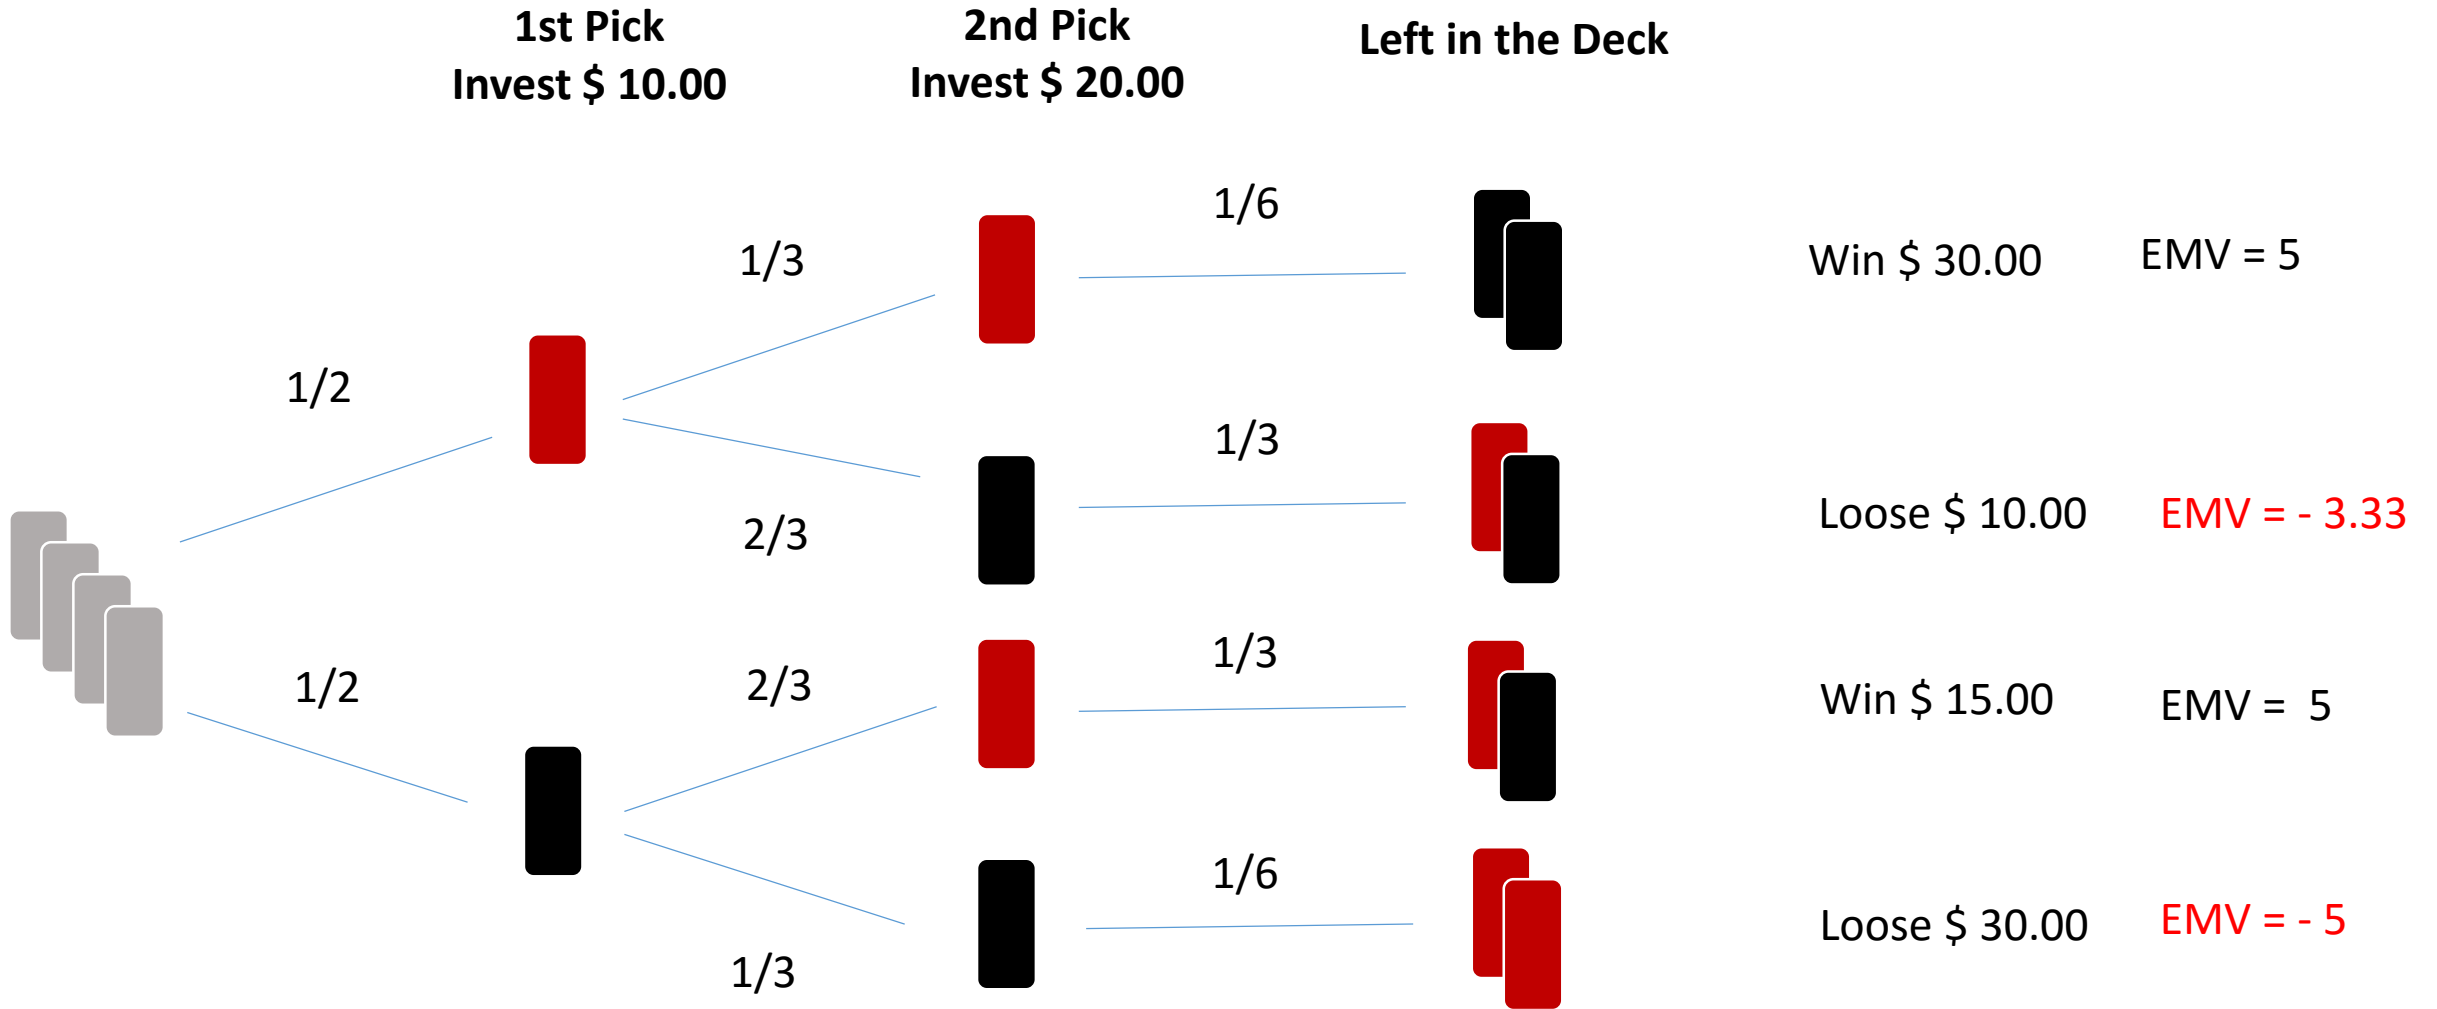 1st Pick
Invest $ 10.00
2nd Pick
Invest $ 20.00
Left in the Deck
1/6
1/3
Win $ 30.00
EMV = 5
1/2
1/3
2/3
Loose $ 10.00
EMV = - 3.33
1/2
2/3
1/3
Win $ 15.00
EMV =  5
1/6
1/3
Loose $ 30.00
EMV = - 5